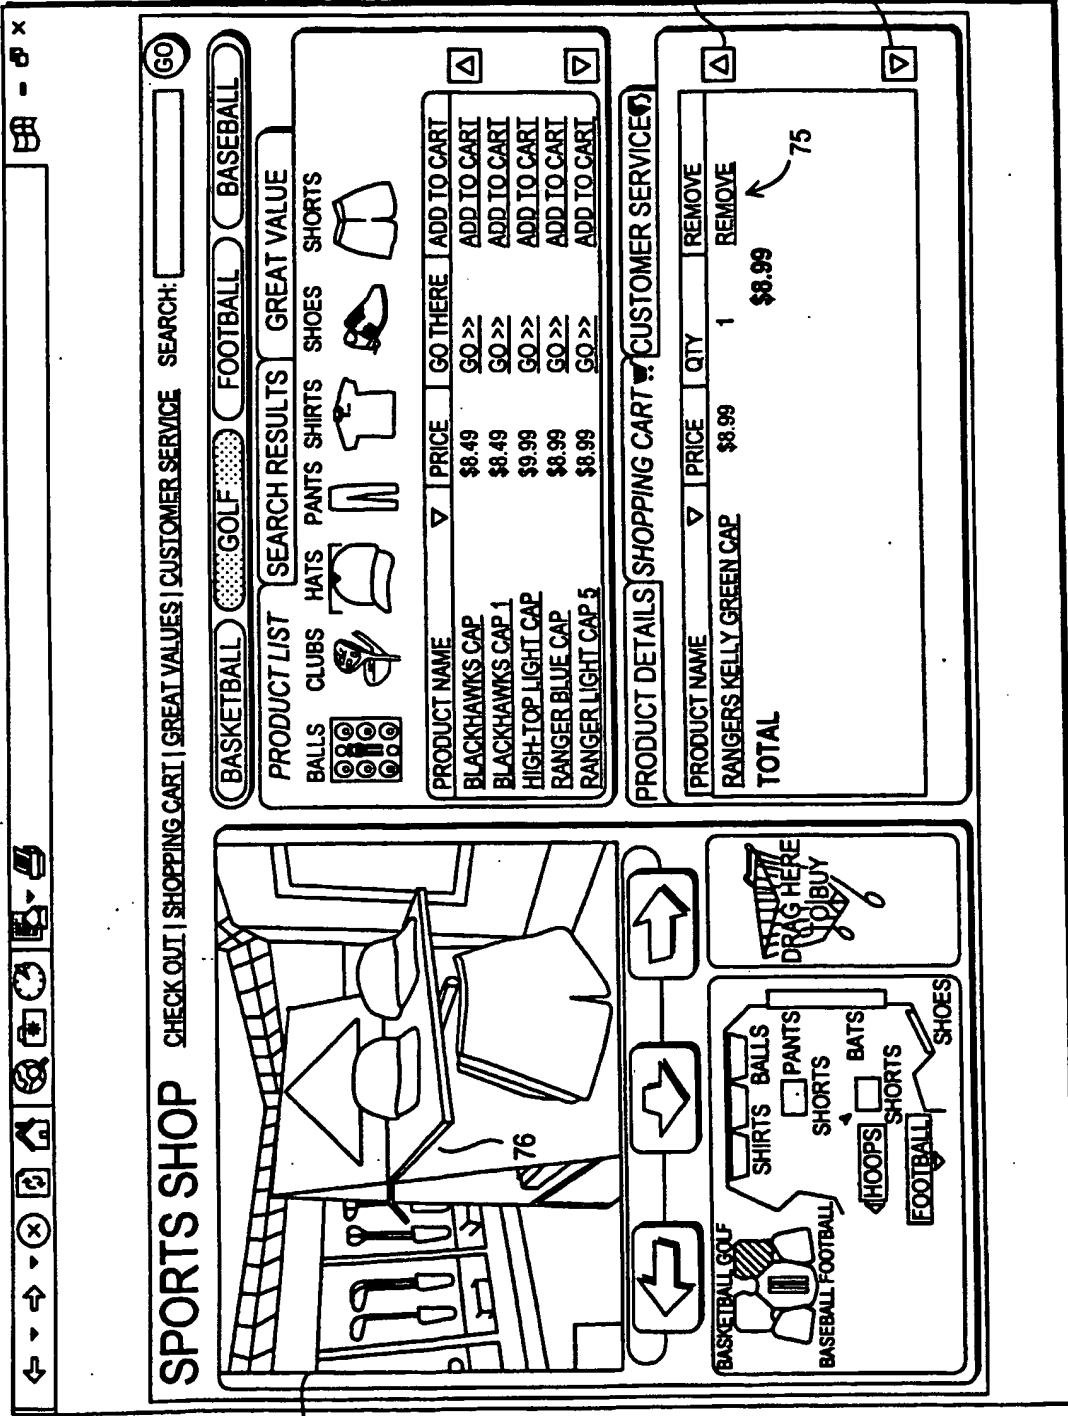 SPORTS SHOP
CHECK OUT | SHOPPING CART | GREAT VALUES | CUSTOMER SERVICE SEARCH: GO
BASKETBALL GOLF FOOTBALL BASEBALL
PRODUCT LIST SEARCH RESULTS GREAT VALUE
BALLS CLUBS HATS PANTS SHIRTS SHOES SHORTS
PRODUCT NAME PRICE GO THERE ADD TO CART
BLACKHAWKS CAP $8.49 GO >> ADD TO CART
BLACKHAWKS CAP 1 $8.49 GO >> ADD TO CART
HIGH-TOP LIGHT CAP $9.99 GO >> ADD TO CART
RANGER BLUE CAP $8.99 GO >> ADD TO CART
RANGER LIGHT CAP 5 $8.99 GO >> ADD TO CART
PRODUCT DETAILS SHOPPING CART CUSTOMER SERVICE
PRODUCT NAME PRICE QTY REMOVE
RANGERS KELLY GREEN CAP $8.99 1 REMOVE
TOTAL $8.99
75
76
BASKETBALL GOLF
BASEBALL FOOTBALL
SHIRTS BALLS
PANTS
SHORTS
HOOPS BATS
SHORTS
FOOTBALL SHOES
DRAG HERE
TO BUY